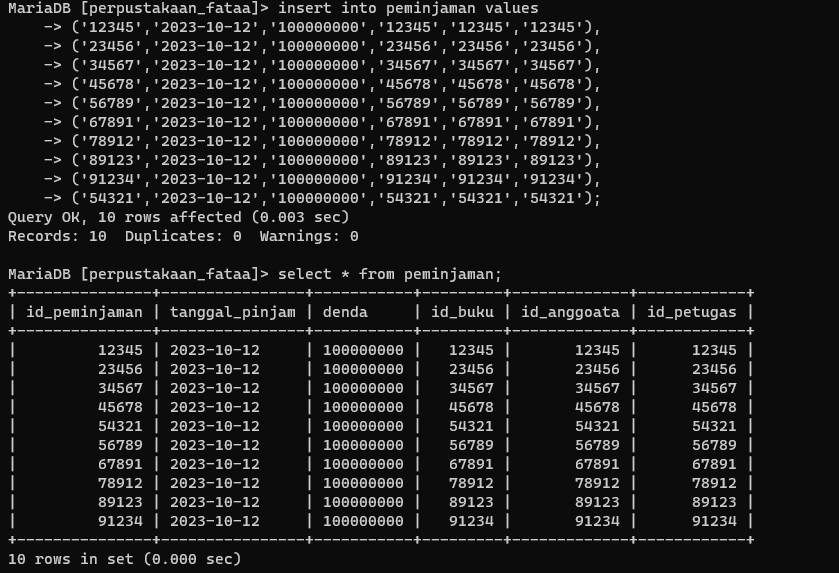 MariaDB [perpustakaan_fataa]> insert into peminjaman values
    -> ('12345','2023-10-12','100000000','12345','12345','12345'),
    -> ('23456','2023-10-12','100000000','23456','23456','23456'),
    -> ('34567','2023-10-12','100000000','34567','34567','34567'),
    -> ('45678','2023-10-12','100000000','45678','45678','45678'),
    -> ('56789','2023-10-12','100000000','56789','56789','56789'),
    -> ('67891','2023-10-12','100000000','67891','67891','67891'),
    -> ('78912','2023-10-12','100000000','78912','78912','78912'),
    -> ('89123','2023-10-12','100000000','89123','89123','89123'),
    -> ('91234','2023-10-12','100000000','91234','91234','91234'),
    -> ('54321','2023-10-12','100000000','54321','54321','54321');
Query OK, 10 rows affected (0.003 sec)
Records: 10  Duplicates: 0  Warnings: 0

MariaDB [perpustakaan_fataa]> select * from peminjaman;
+---------------+----------------+-----------+---------+-------------+------------+
| id_peminjaman | tanggal_pinjam | denda     | id_buku | id_anggoata | id_petugas |
+---------------+----------------+-----------+---------+-------------+------------+
|         12345 | 2023-10-12     | 100000000 |   12345 |       12345 |      12345 |
|         23456 | 2023-10-12     | 100000000 |   23456 |       23456 |      23456 |
|         34567 | 2023-10-12     | 100000000 |   34567 |       34567 |      34567 |
|         45678 | 2023-10-12     | 100000000 |   45678 |       45678 |      45678 |
|         54321 | 2023-10-12     | 100000000 |   54321 |       54321 |      54321 |
|         56789 | 2023-10-12     | 100000000 |   56789 |       56789 |      56789 |
|         67891 | 2023-10-12     | 100000000 |   67891 |       67891 |      67891 |
|         78912 | 2023-10-12     | 100000000 |   78912 |       78912 |      78912 |
|         89123 | 2023-10-12     | 100000000 |   89123 |       89123 |      89123 |
|         91234 | 2023-10-12     | 100000000 |   91234 |       91234 |      91234 |
+---------------+----------------+-----------+---------+-------------+------------+
10 rows in set (0.000 sec)